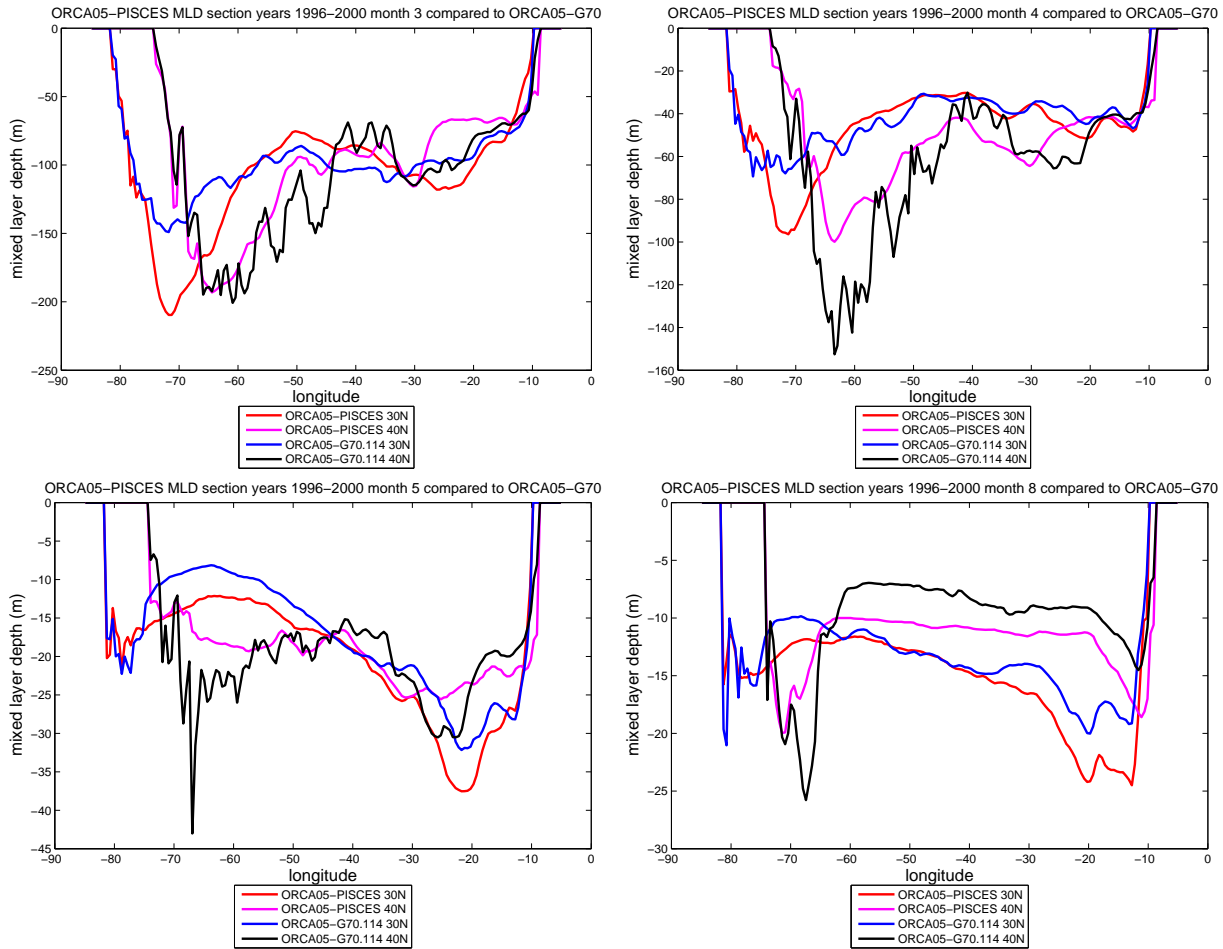 ORCA05−PISCES MLD section years 1996−2000 month 3 compared to ORCA05−G70
mixed layer depth (m)
0
−50
−100
−150
−200
−250
−90 −80 −70 −60 −50 −40 −30 −20 −10 0
longitude
ORCA05−PISCES 30N
ORCA05−PISCES 40N
ORCA05−G70.114 30N
ORCA05−G70.114 40N
ORCA05−PISCES MLD section years 1996−2000 month 4 compared to ORCA05−G70
mixed layer depth (m)
0
−20
−40
−60
−80
−100
−120
−140
−160
−90 −80 −70 −60 −50 −40 −30 −20 −10 0
longitude
ORCA05−PISCES 30N
ORCA05−PISCES 40N
ORCA05−G70.114 30N
ORCA05−G70.114 40N
ORCA05−PISCES MLD section years 1996−2000 month 5 compared to ORCA05−G70
mixed layer depth (m)
0
−5
−10
−15
−20
−25
−30
−35
−40
−45
−90 −80 −70 −60 −50 −40 −30 −20 −10 0
longitude
ORCA05−PISCES 30N
ORCA05−PISCES 40N
ORCA05−G70.114 30N
ORCA05−G70.114 40N
ORCA05−PISCES MLD section years 1996−2000 month 8 compared to ORCA05−G70
mixed layer depth (m)
0
−5
−10
−15
−20
−25
−30
−90 −80 −70 −60 −50 −40 −30 −20 −10 0
longitude
ORCA05−PISCES 30N
ORCA05−PISCES 40N
ORCA05−G70.114 30N
ORCA05−G70.114 40N